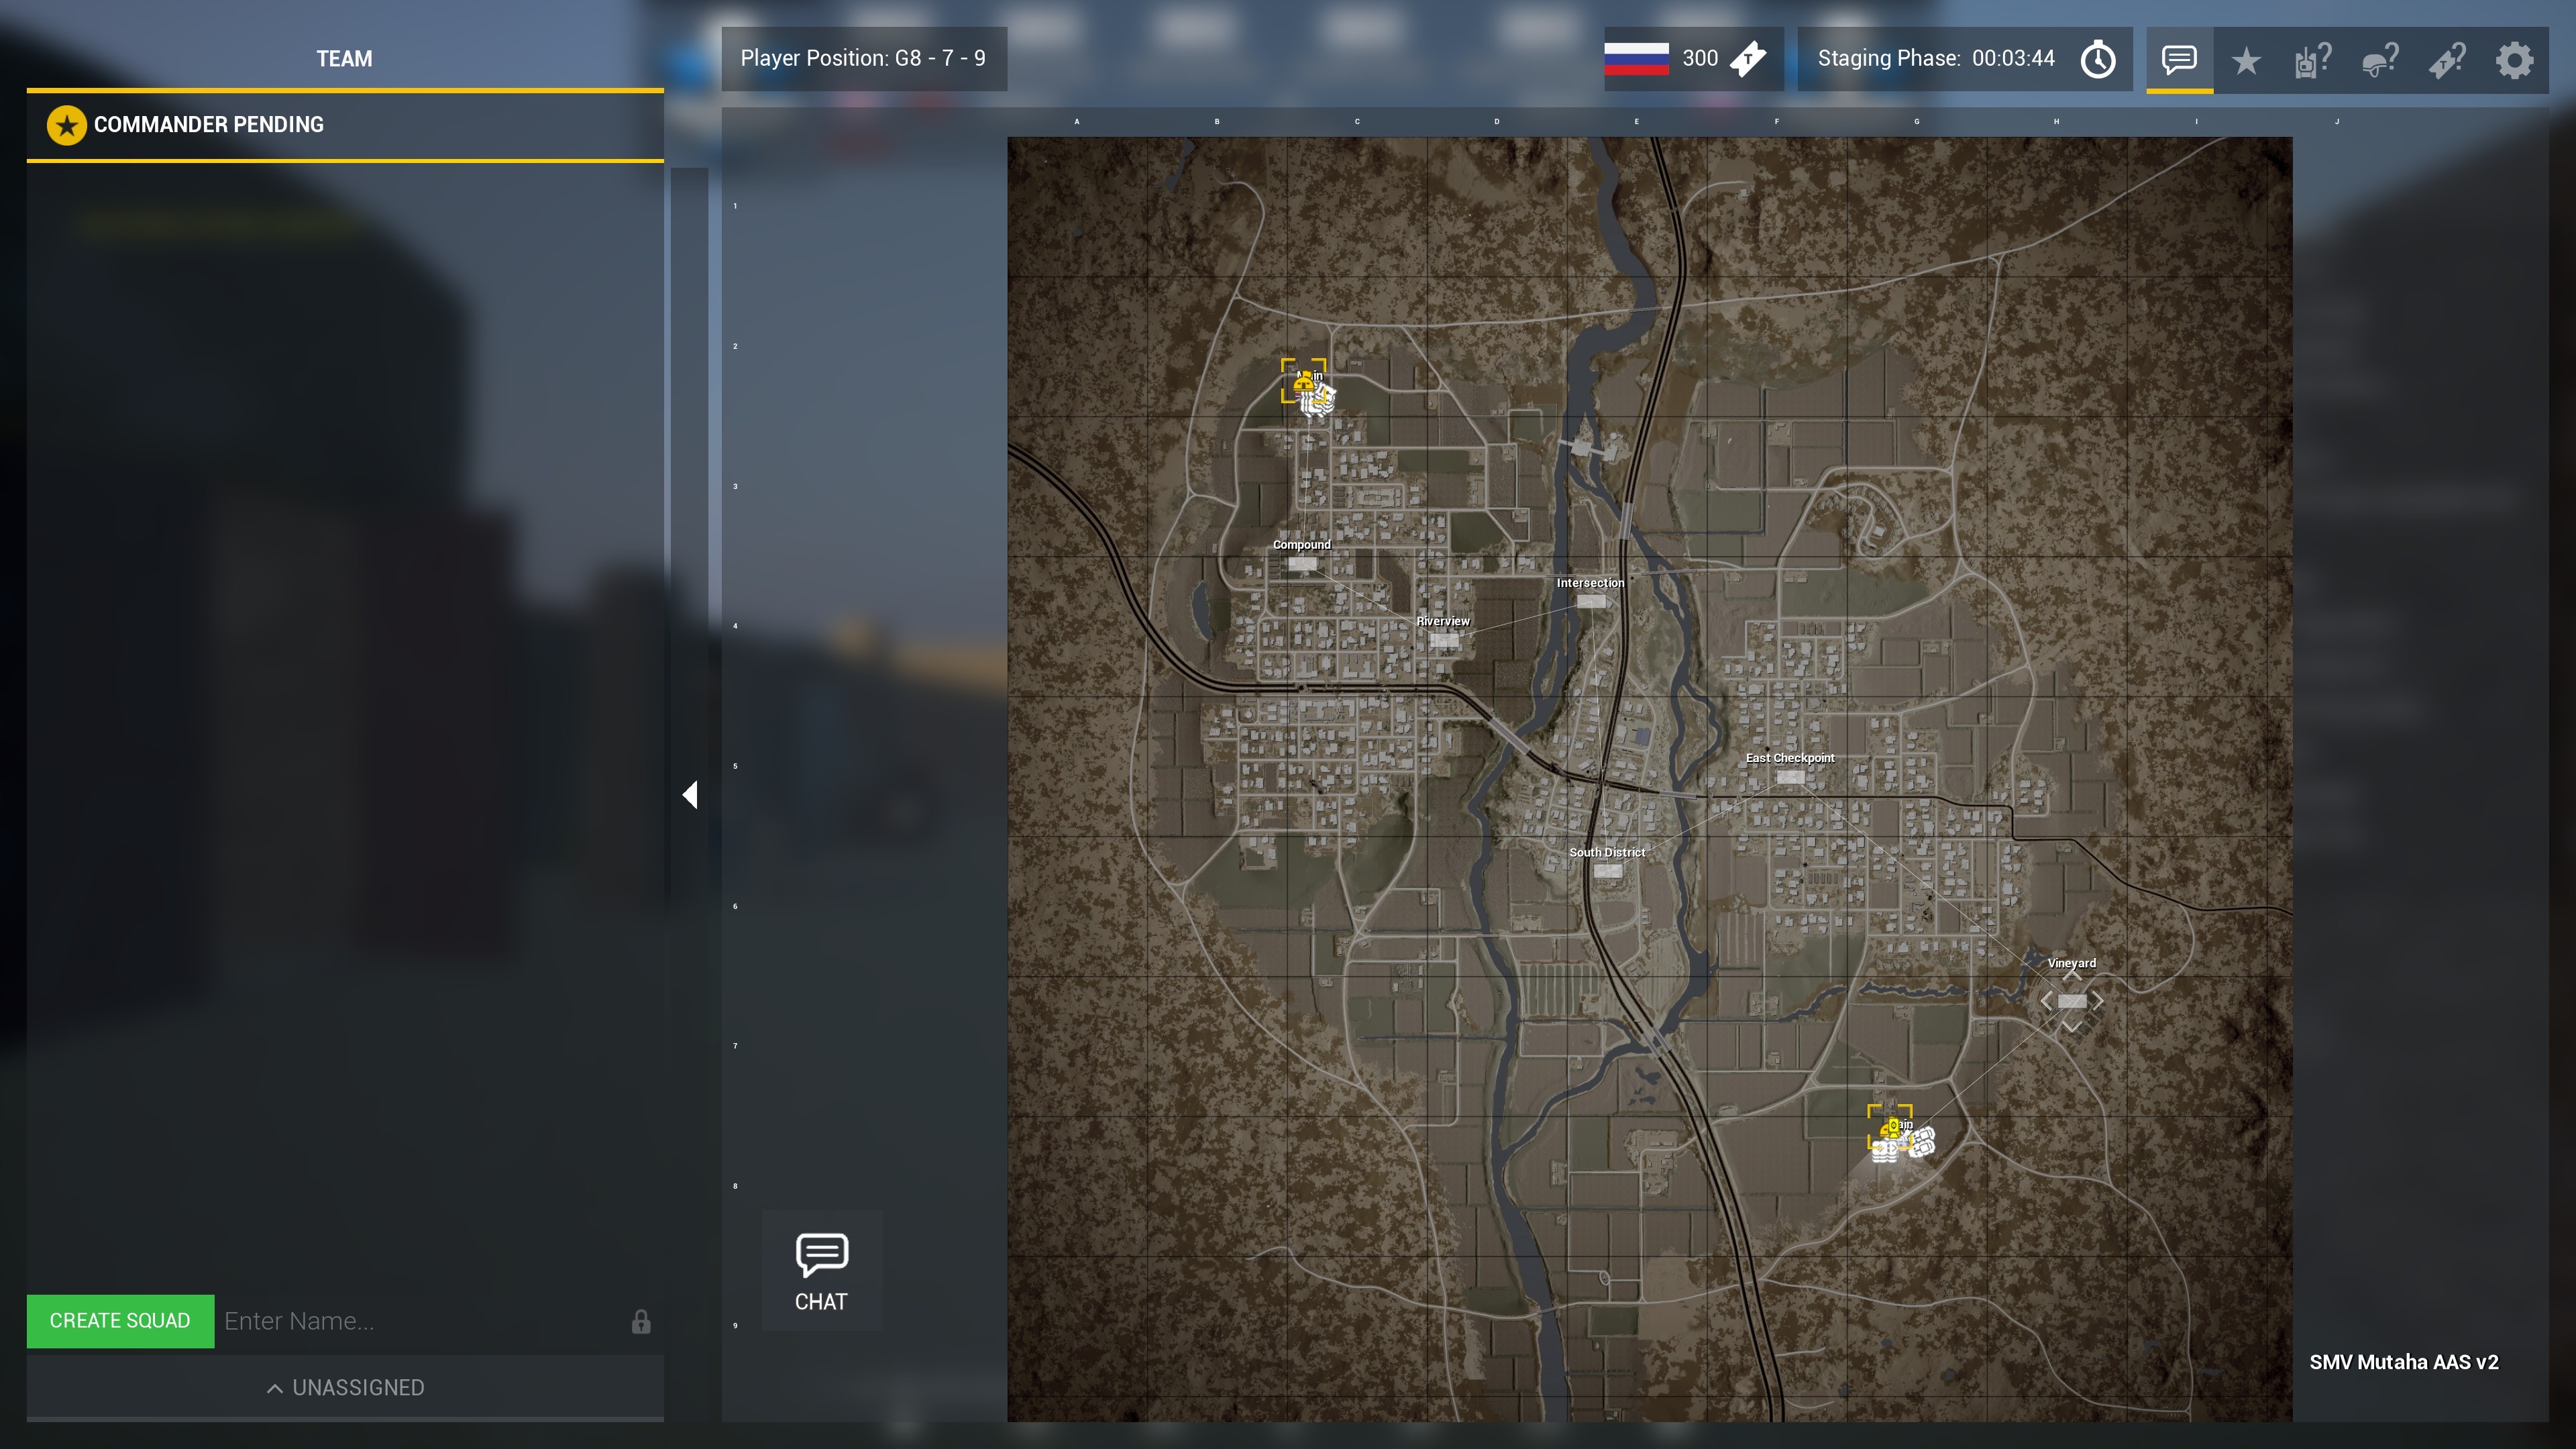 TEAM
COMMANDER PENDING
Player Position: G8 - 7 - 9
300
Staging Phase: 00:03:44
A B C D E F G H I J
1
2
3
4
5
6
7
8
9
Compound
Intersection
Riverview
East Checkpoint
South District
Vineyard
CHAT
CREATE SQUAD
Enter Name...
UNASSIGNED
SMV Mutaha AAS v2